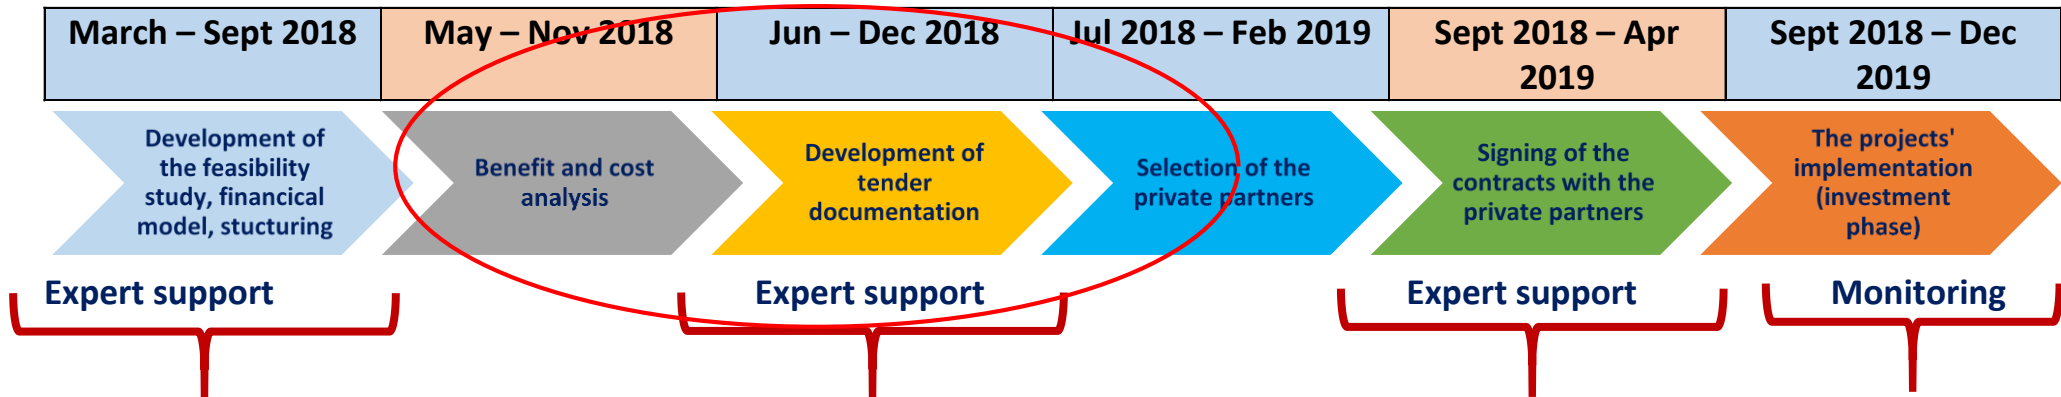 March – Sept 2018
May – Nov 2018
Jun – Dec 2018
Jul 2018 – Feb 2019
Sept 2018 – Apr
2019
Sept 2018 – Dec
2019
Development of
the feasibility
study, financical
model, stucturing
Benefit and cost
analysis
Development of
tender
documentation
Selection of the
private partners
Signing of the
contracts with the
private partners
The projects'
implementation
(investment
phase)
Expert support
Expert support
Expert support
Monitoring